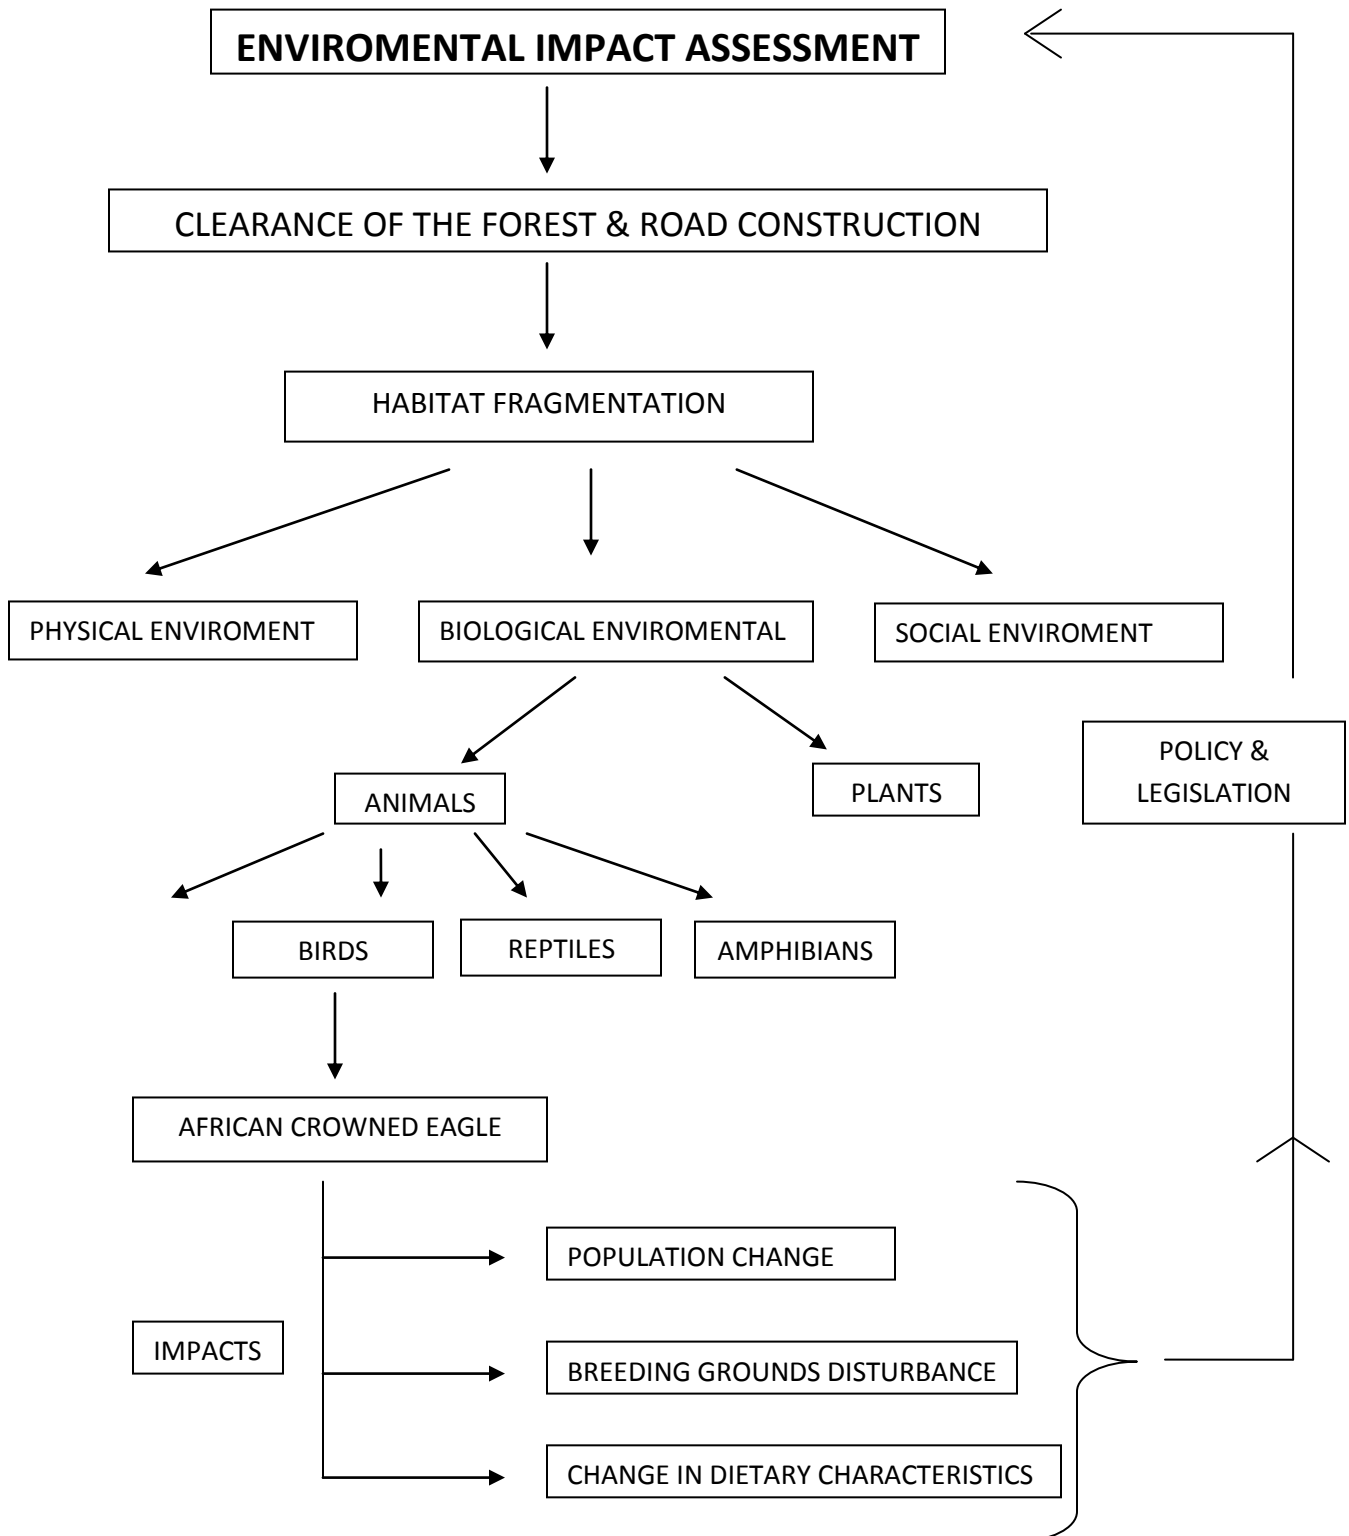 ENVIROMENTAL IMPACT ASSESSMENT
CLEARANCE OF THE FOREST & ROAD CONSTRUCTION
HABITAT FRAGMENTATION
PHYSICAL ENVIROMENT
BIOLOGICAL ENVIROMENTAL
SOCIAL ENVIROMENT
POLICY &
LEGISLATION
ANIMALS
PLANTS
BIRDS
REPTILES
AMPHIBIANS
AFRICAN CROWNED EAGLE
IMPACTS
POPULATION CHANGE
BREEDING GROUNDS DISTURBANCE
CHANGE IN DIETARY CHARACTERISTICS